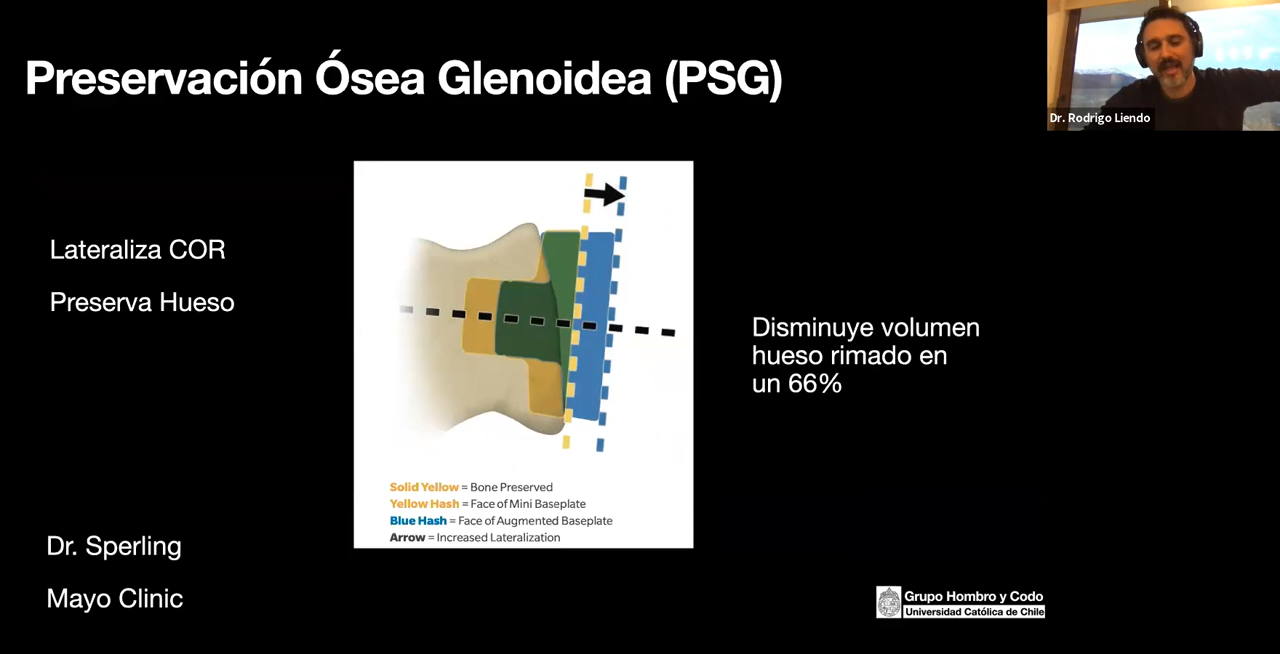 Preservación Ósea Glenoidea (PSG)
Dr. Rodrigo Liendo
Lateraliza COR
Preserva Hueso
Disminuye volumen
hueso rimado en
un 66%
Solid Yellow = Bone Preserved
Yellow Hash = Face of Mini Baseplate
Blue Hash = Face of Augmented Baseplate
Arrow = Increased Lateralization
Dr. Sperling
Mayo Clinic
Grupo Hombro y Codo
Universidad Católica de Chile